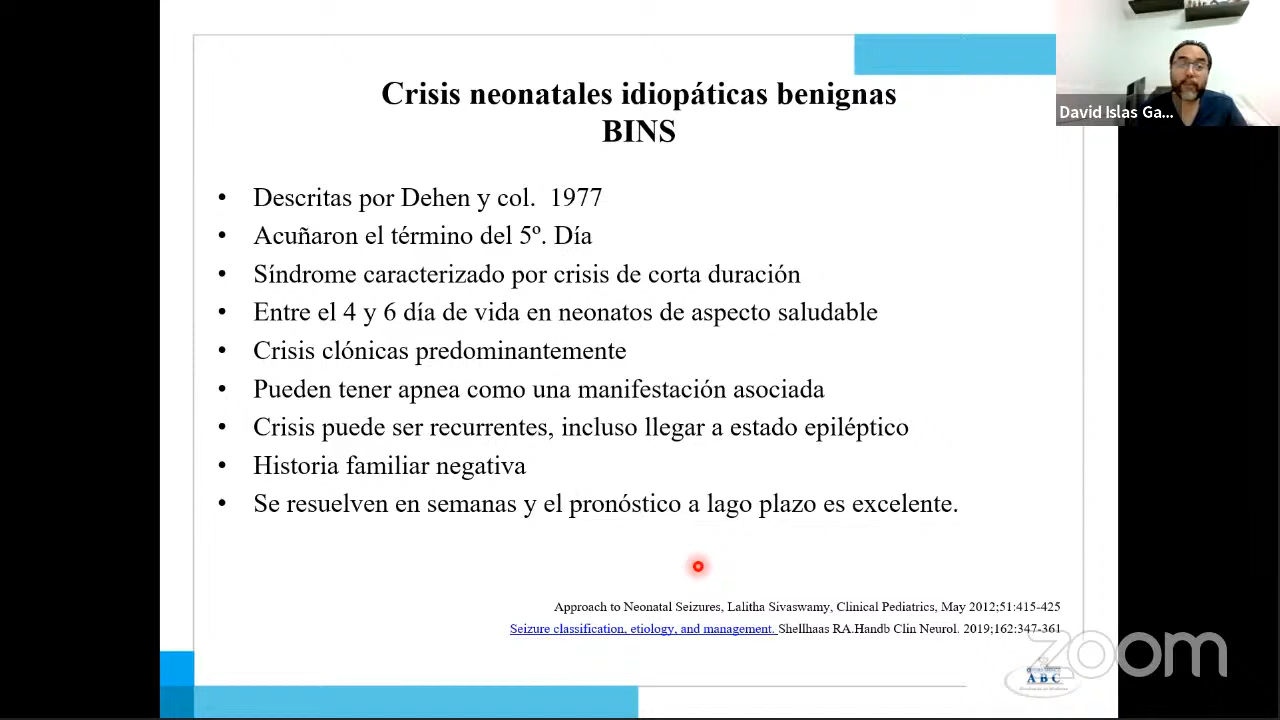 Crisis neonatales idiopáticas benignas
BINS
• Descritas por Dehen y col.  1977
• Acuñaron el término del 5º. Día
• Síndrome caracterizado por crisis de corta duración
• Entre el 4 y 6 día de vida en neonatos de aspecto saludable
• Crisis clónicas predominantemente
• Pueden tener apnea como una manifestación asociada
• Crisis puede ser recurrentes, incluso llegar a estado epiléptico
• Historia familiar negativa
• Se resuelven en semanas y el pronóstico a lago plazo es excelente.
Approach to Neonatal Seizures, Lalitha Sivaswamy, Clinical Pediatrics, May 2012;51:415-425
Seizure classification, etiology, and management. Shellhaas RA.Handb Clin Neurol. 2019;162:347-361
David Islas Ga...
zoom
ABC